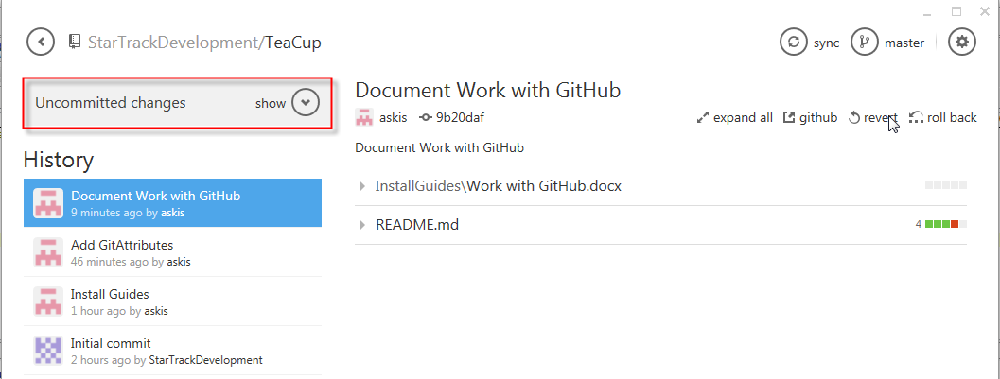 StarTrackDevelopment/TeaCup
sync
master
Uncommitted changes
show
Document Work with GitHub
askis 9b20daf
expand all github revert roll back
Document Work with GitHub
InstallGuides\Work with GitHub.docx
README.md
4
History
Document Work with GitHub
9 minutes ago by askis
Add GitAttributes
46 minutes ago by askis
Install Guides
1 hour ago by askis
Initial commit
2 hours ago by StarTrackDevelopment